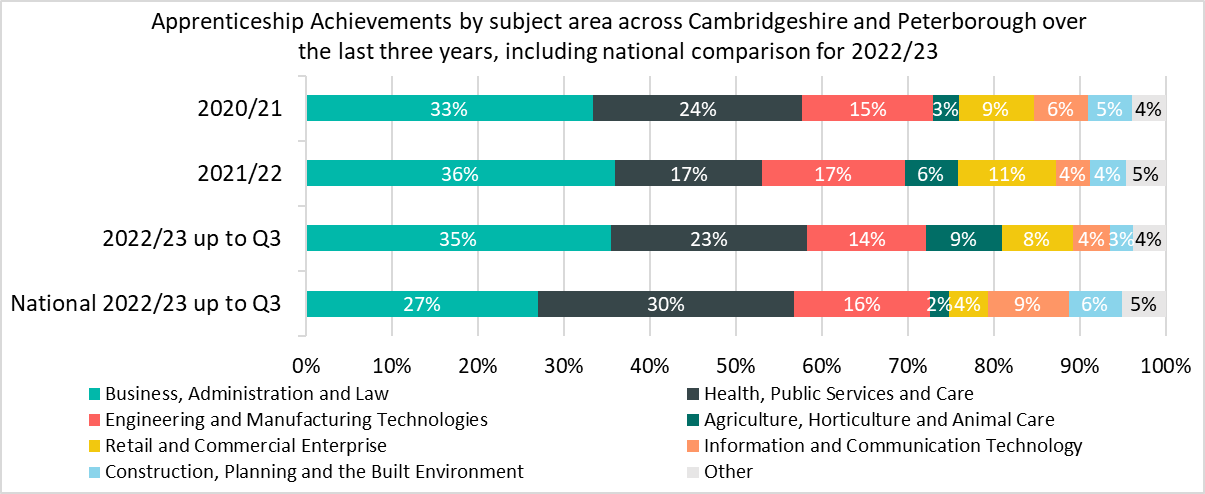 Apprenticeship Achievements by subject area across Cambridgeshire and Peterborough over
the last three years, including national comparison for 2022/23
2020/21 33% 24% 15% 3% 9% 6% 5% 4%
2021/22 36% 17% 17% 6% 11% 4% 4% 5%
2022/23 up to Q3 35% 23% 14% 9% 8% 4% 3% 4%
National 2022/23 up to Q3 27% 30% 16% 2% 4% 9% 6% 5%
0% 10% 20% 30% 40% 50% 60% 70% 80% 90% 100%
Business, Administration and Law Health, Public Services and Care
Engineering and Manufacturing Technologies Agriculture, Horticulture and Animal Care
Retail and Commercial Enterprise Information and Communication Technology
Construction, Planning and the Built Environment Other